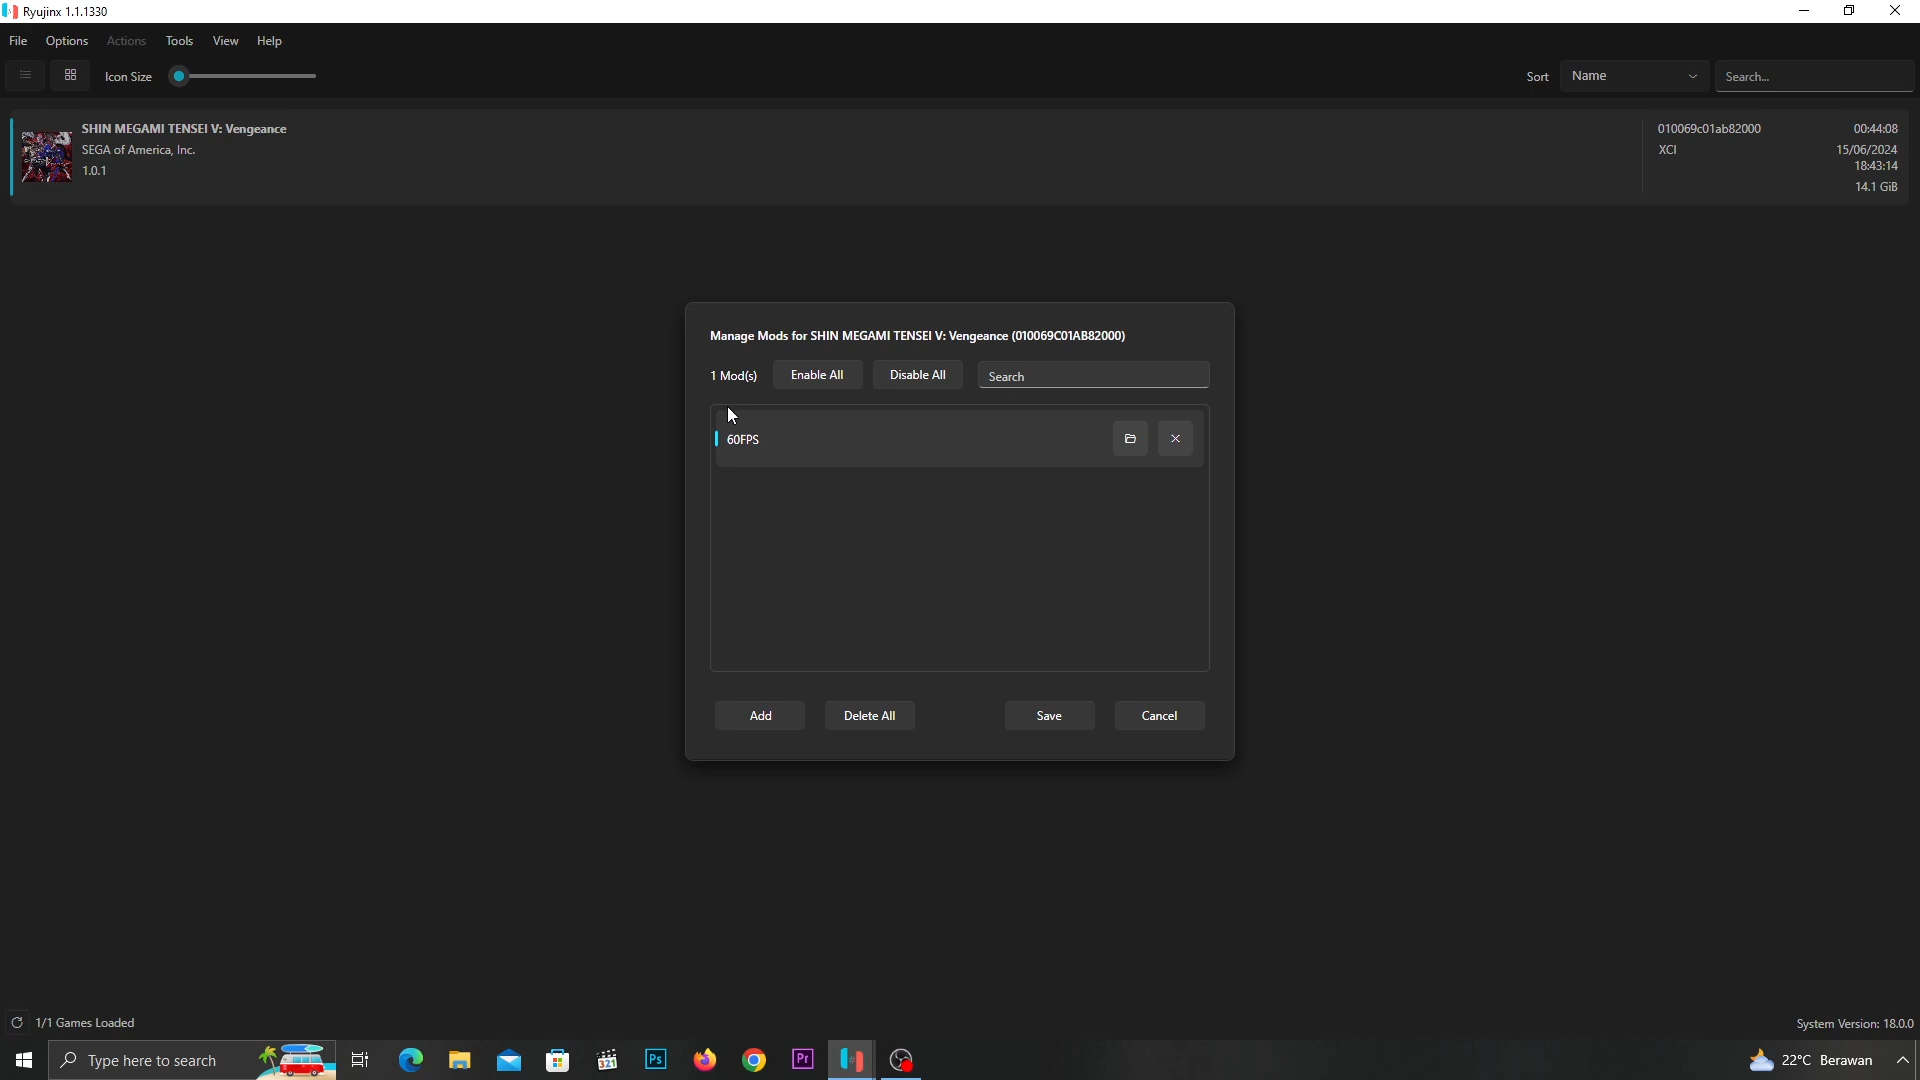 Ryujinx 1.1.1330
File Options Actions Tools View Help
Icon Size
Sort Name Search...
SHIN MEGAMI TENSEI V: Vengeance
SEGA of America, Inc.
1.0.1
010069c01ab82000 00:44:08
XCI 15/06/2024
18:43:14
14.1 GiB
Manage Mods for SHIN MEGAMI TENSEI V: Vengeance (010069C01AB82000)
1 Mod(s) Enable All Disable All Search
60FPS
Add Delete All Save Cancel
1/1 Games Loaded System Version: 18.0.0
Type here to search 321 Ps Pr 22°C Berawan